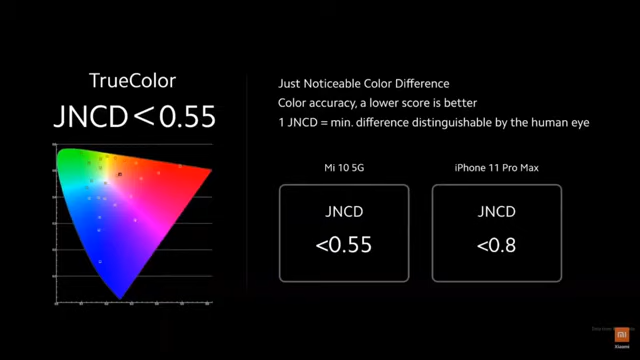 TrueColor
JNCD<0.55
Just Noticeable Color Difference
Color accuracy, a lower score is better
1 JNCD = min. difference distinguishable by the human eye
Mi 10 5G
iPhone 11 Pro Max
JNCD
<0.55
JNCD
<0.8
Xiaomi